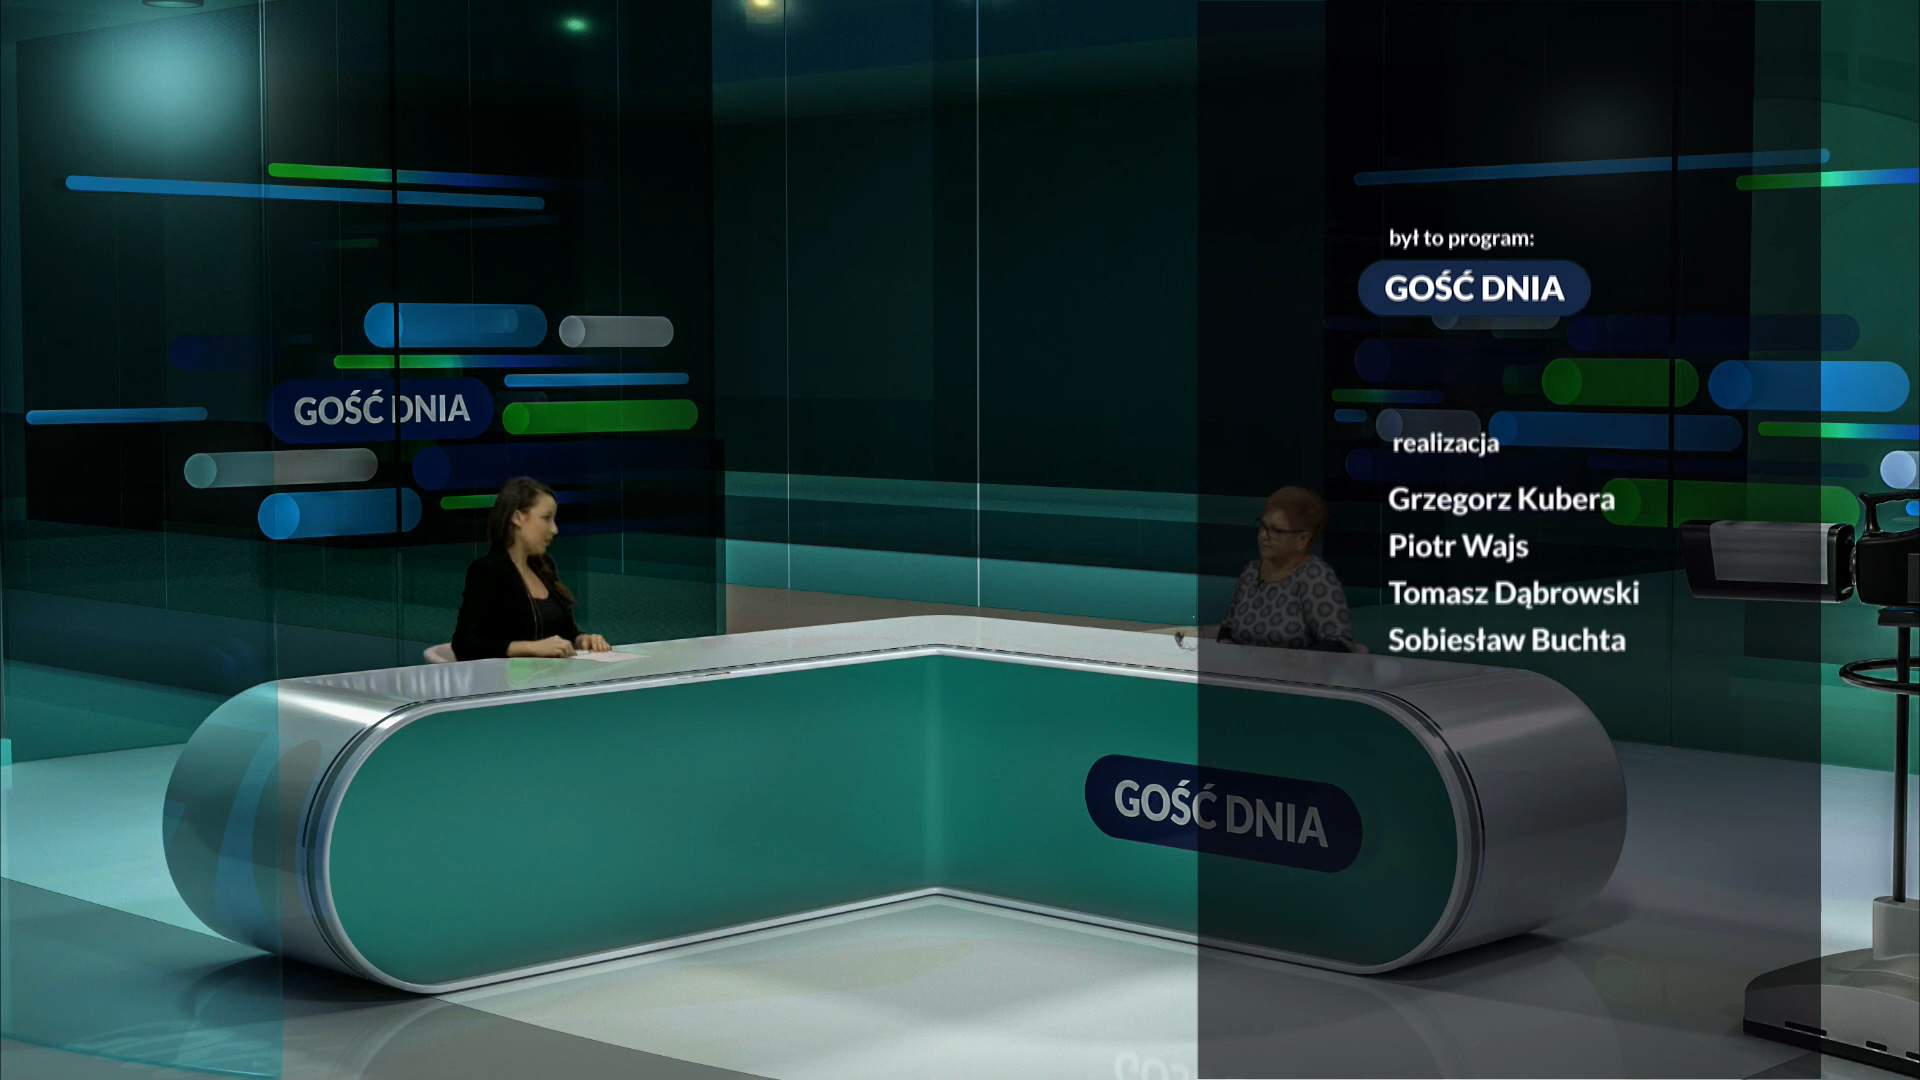 był to program:
GOŚĆ DNIA
GOŚĆ DNIA
realizacja
Grzegorz Kubera
Piotr Wajs
Tomasz Dąbrowski
Sobiesław Buchta
GOŚĆ DNIA